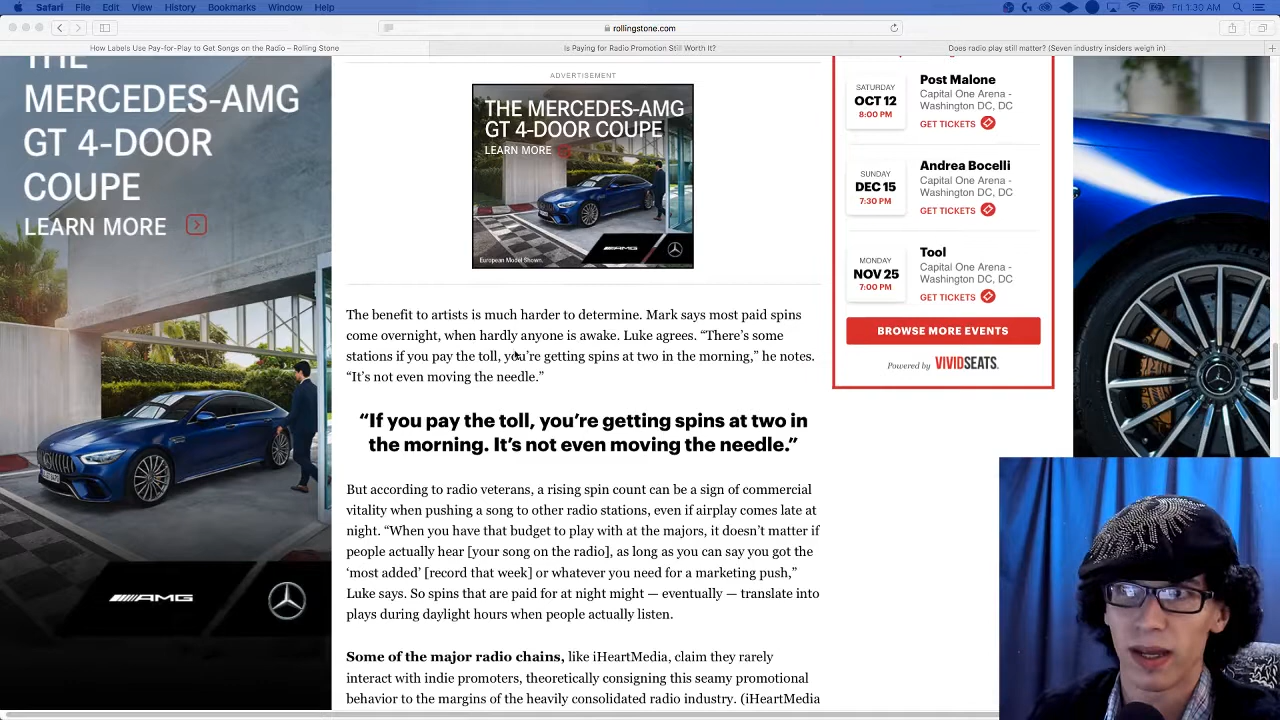 Safari File Edit View History Bookmarks Window Help
Fri 1:30 AM
rollingstone.com
How Labels Use Pay-for-Play to Get Songs on the Radio – Rolling Stone
Is Paying for Radio Promotion Still Worth It?
Does radio play still matter? (Seven industry insiders weigh in)
THE
MERCEDES-AMG
GT 4-DOOR
COUPE
LEARN MORE
AMG
ADVERTISEMENT
THE MERCEDES-AMG
GT 4-DOOR COUPE
LEARN MORE
European Model Shown.
AMG
The benefit to artists is much harder to determine. Mark says most paid spins
come overnight, when hardly anyone is awake. Luke agrees. “There’s some
stations if you pay the toll, you’re getting spins at two in the morning,” he notes.
“It’s not even moving the needle.”
“If you pay the toll, you’re getting spins at two in
the morning. It’s not even moving the needle.”
But according to radio veterans, a rising spin count can be a sign of commercial
vitality when pushing a song to other radio stations, even if airplay comes late at
night. “When you have that budget to play with at the majors, it doesn’t matter if
people actually hear [your song on the radio], as long as you can say you got the
‘most added’ [record that week] or whatever you need for a marketing push,”
Luke says. So spins that are paid for at night might — eventually — translate into
plays during daylight hours when people actually listen.
Some of the major radio chains, like iHeartMedia, claim they rarely
interact with indie promoters, theoretically consigning this seamy promotional
behavior to the margins of the heavily consolidated radio industry. (iHeartMedia
SATURDAY
OCT 12
8:00 PM
Post Malone
Capital One Arena -
Washington DC, DC
GET TICKETS
SUNDAY
DEC 15
7:30 PM
Andrea Bocelli
Capital One Arena -
Washington DC, DC
GET TICKETS
MONDAY
NOV 25
7:00 PM
Tool
Capital One Arena -
Washington DC, DC
GET TICKETS
BROWSE MORE EVENTS
Powered by VIVIDSEATS.